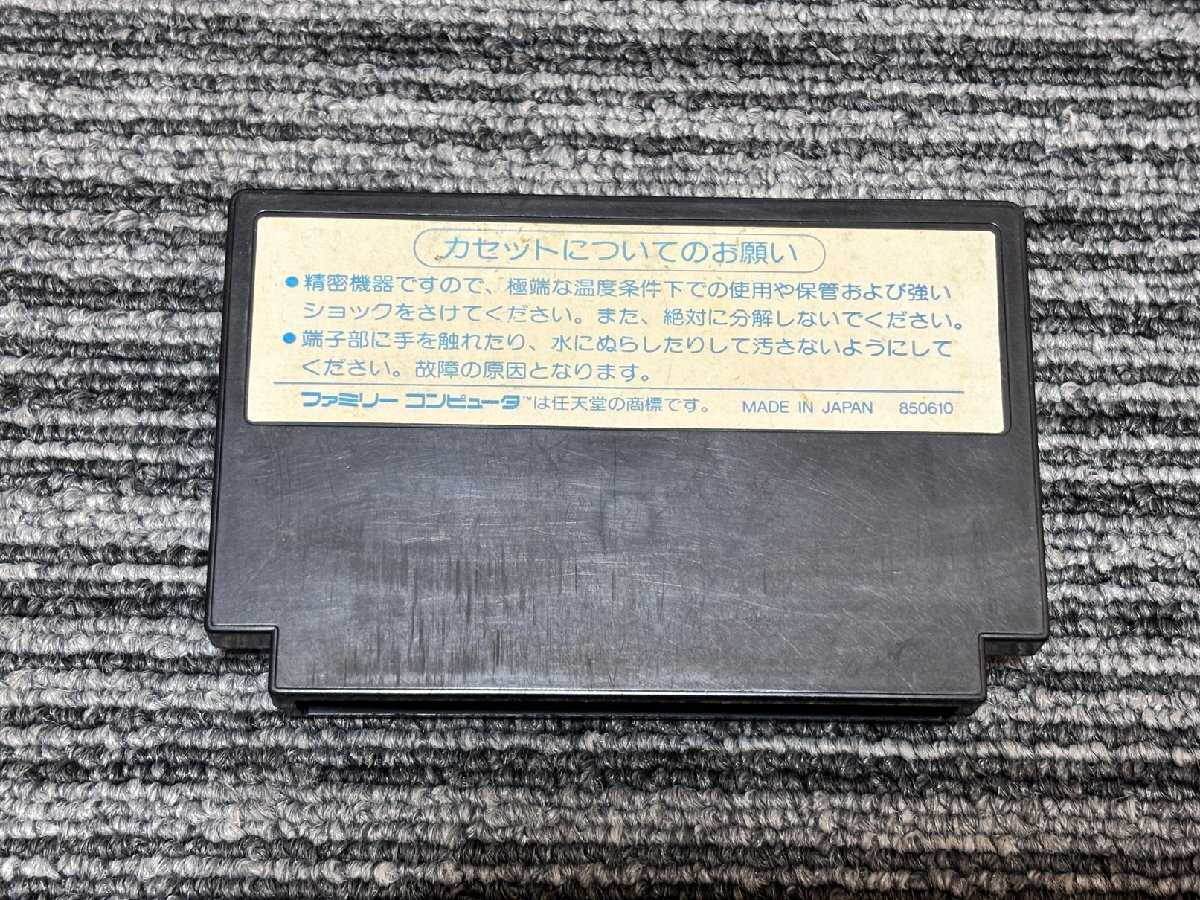 カセットについてのお願い
●精密機器ですので、極端な温度条件下での使用や保管および強い
ショックをさけてください。また、絶対に分解しないでください。
●端子部に手を触れたり、水にぬらしたりして汚さないようにして
ください。故障の原因となります。
ファミリー コンピュータ™は任天堂の商標です。 MADE IN JAPAN 850610